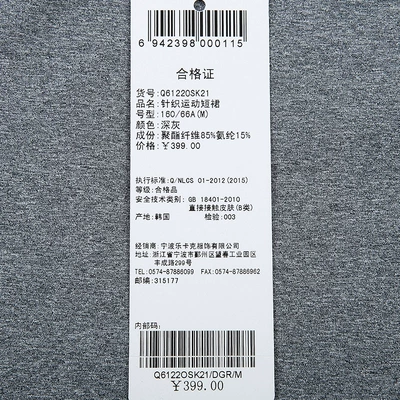 6 942398 000115
合格证
货号:Q6122OSK21
品名:针织运动短裙
号型:160/66A(M)
颜色:深灰
成份:聚酯纤维85%氨纶15%
价格:￥399.00
执行标准:Q/NLCS 01-2012(2015)
等级:合格品
安全技术类别: GB 18401-2010
直接接触皮肤(B类)
产地:韩国 检验:003
经销商:宁波乐卡克服饰有限公司
地址:浙江省宁波市鄞州区望春工业园区
丰成路299号
TEL:0574-87886099 FAX:0574-87886962
邮编:315177
内部码:
Q6122OSK21/DGR/M
￥399.00